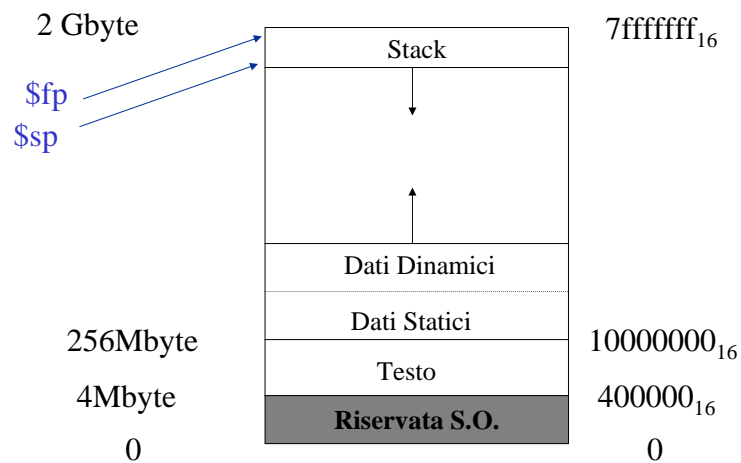 2 Gbyte
Stack
7fffffff16
$fp
$sp
Dati Dinamici
Dati Statici
256Mbyte
1000000016
Testo
4Mbyte
40000016
Riservata S.O.
0
0